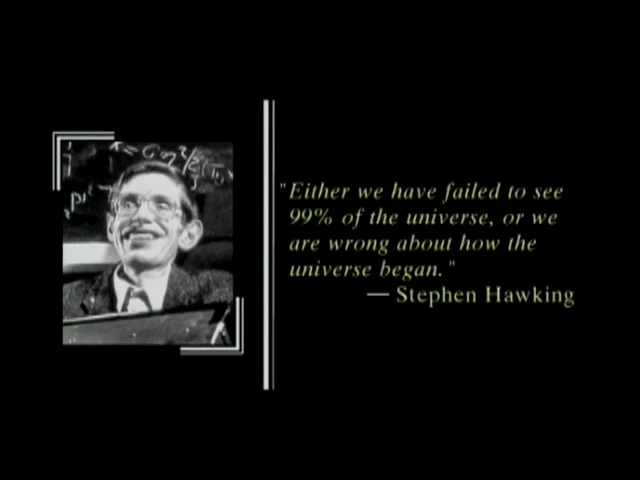 "Either we have failed to see
99% of the universe, or we
are wrong about how the
universe began."
— Stephen Hawking